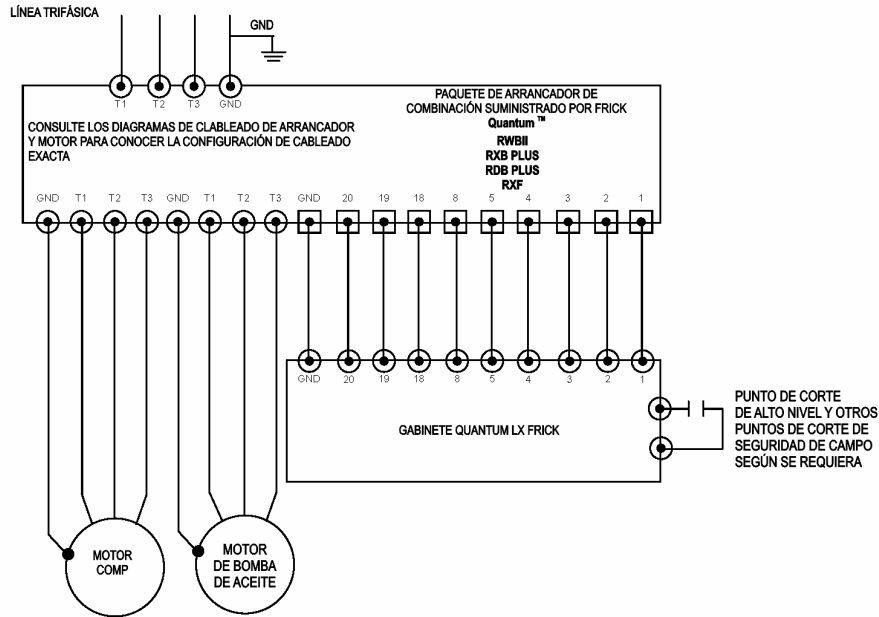 LÍNEA TRIFÁSICA
GND
T1 T2 T3 GND
PAQUETE DE ARRANCADOR DE
COMBINACIÓN SUMINISTRADO POR FRICK
Quantum ™
RWBII
RXB PLUS
RDB PLUS
RXF
CONSULTE LOS DIAGRAMAS DE CLABLEADO DE ARRANCADOR
Y MOTOR PARA CONOCER LA CONFIGURACIÓN DE CABLEADO
EXACTA
GND T1 T2 T3 GND T1 T2 T3 GND 20 19 18 8 5 4 3 2 1
GND 20 19 18 8 5 4 3 2 1
GABINETE QUANTUM LX FRICK
PUNTO DE CORTE
DE ALTO NIVEL Y OTROS
PUNTOS DE CORTE DE
SEGURIDAD DE CAMPO
SEGÚN SE REQUIERA
MOTOR
COMP
MOTOR
DE BOMBA
DE ACEITE